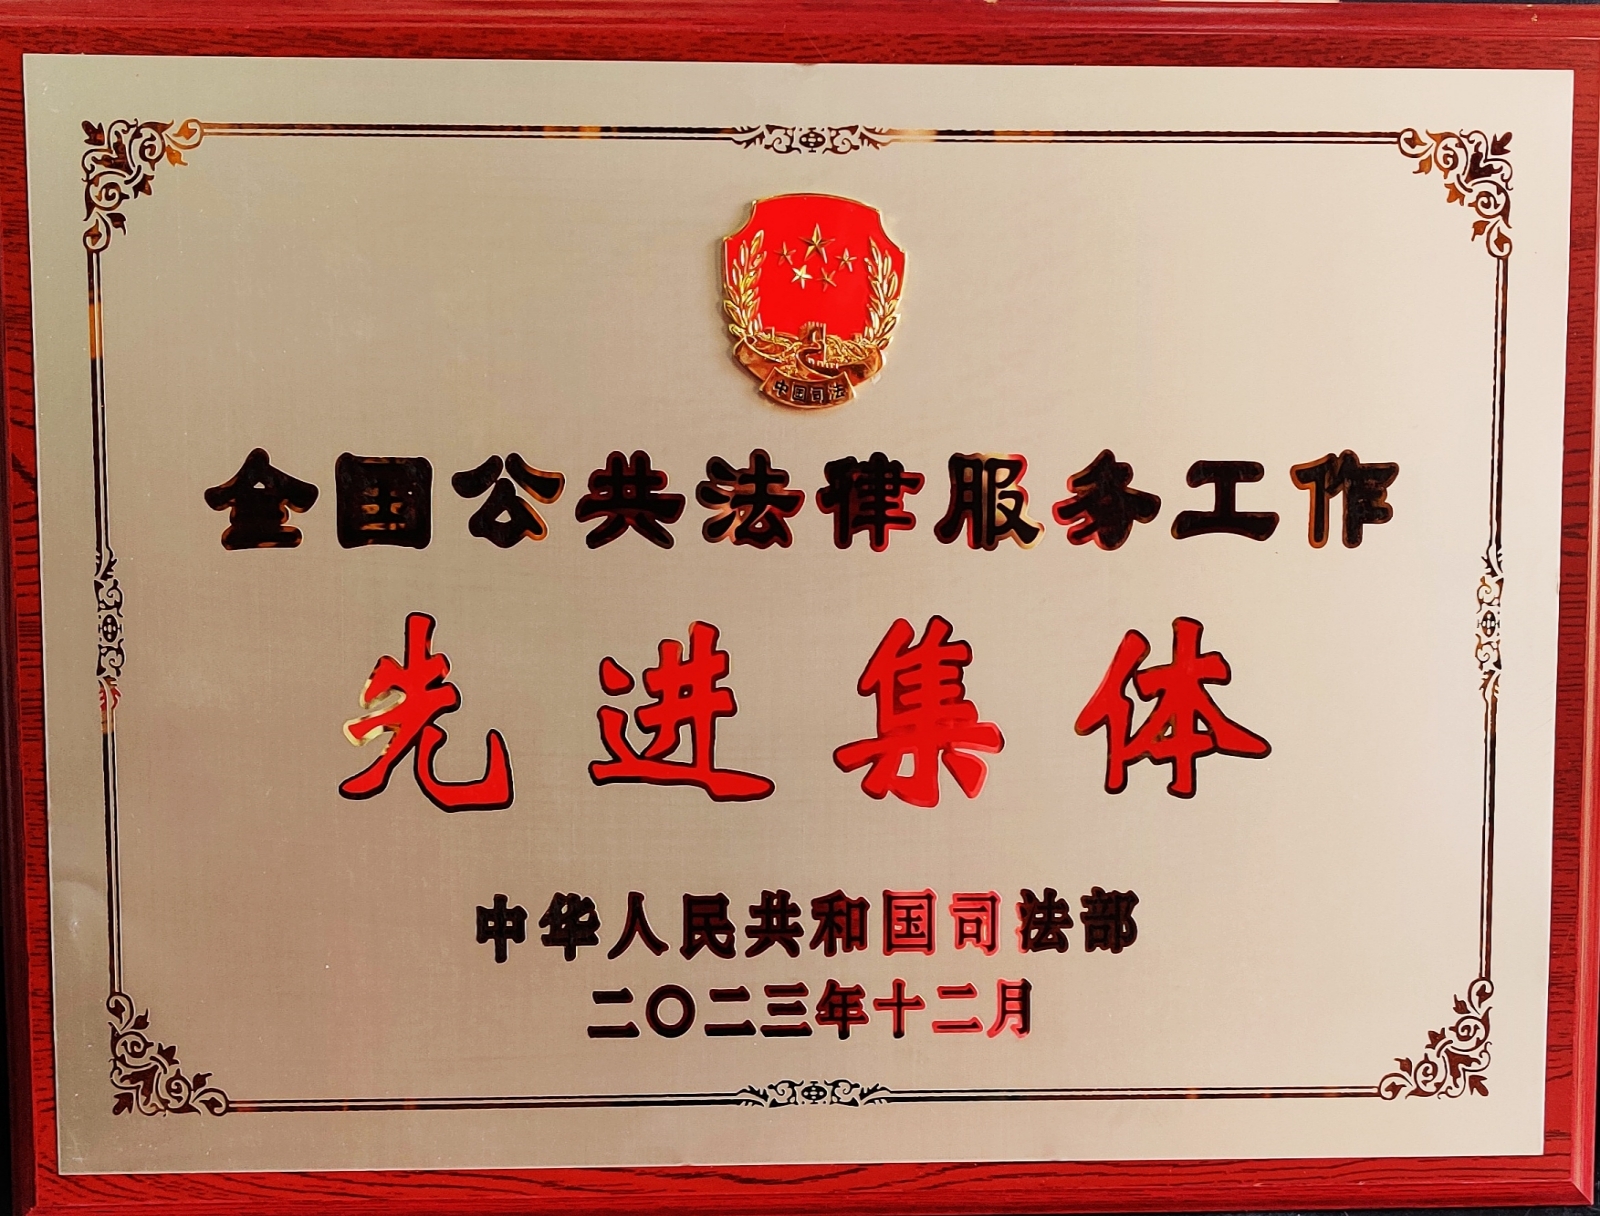 中国司法
全国公共法律服务工作
先进集体
中华人民共和国司法部
二〇二三年十二月